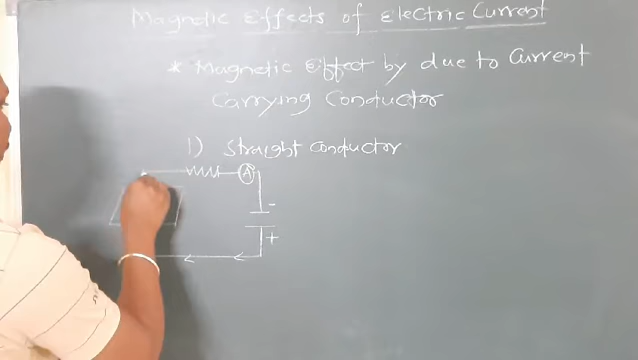 Magnetic Effects of Electric Current
* Magnetic Effect by due to Current
Carrying Conductor
1) Straight Conductor
A
-
+